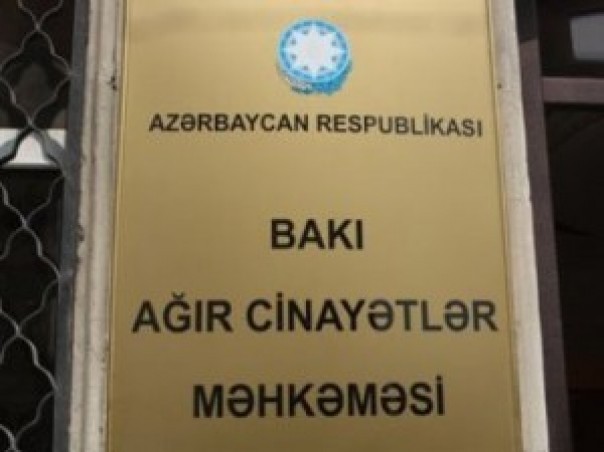 AZƏRBAYCAN RESPUBLİKASI
BAKI
AĞIR CİNAYƏTLƏR
MƏHKƏMƏSİ